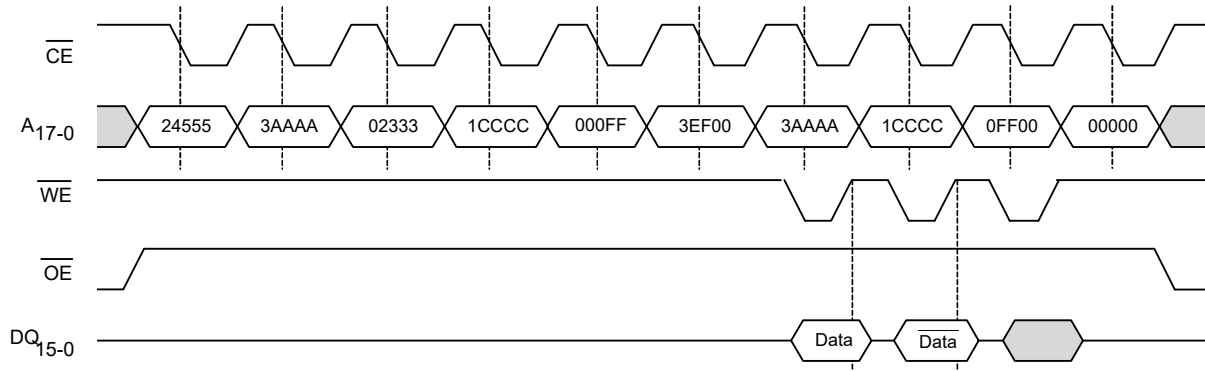 CE
A17-0 24555 3AAAA 02333 1CCCC 000FF 3EF00 3AAAA 1CCCC 0FF00 00000
WE
OE
DQ15-0 Data Data